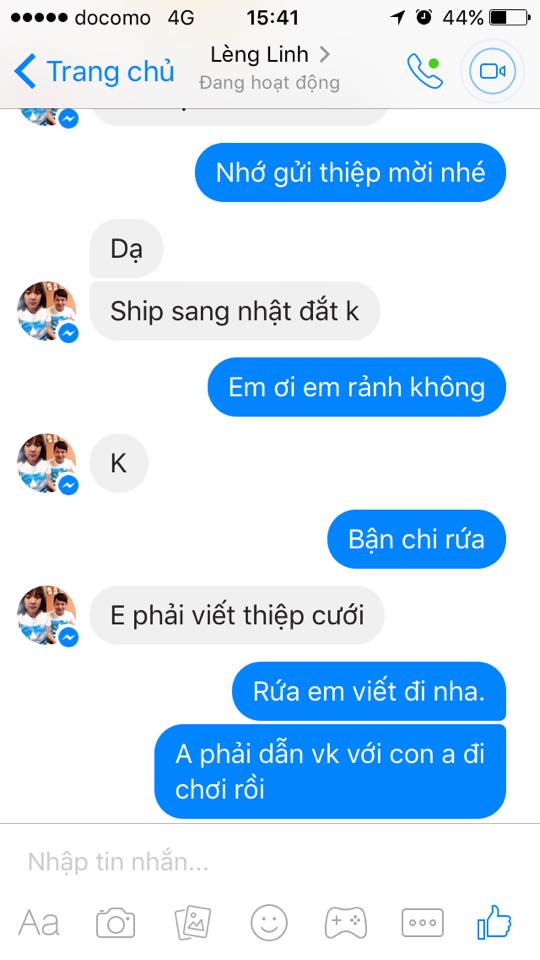 docomo 4G 15:41 44%
Trang chủ
Lèng Linh
Đang hoạt động
Nhớ gửi thiệp mời nhé
Dạ
Ship sang nhật đắt k
Em ơi em rảnh không
K
Bận chi rứa
E phải viết thiệp cưới
Rứa em viết đi nha.
A phải dẫn vk với con a đi
chơi rồi
Nhập tin nhắn...
Aa